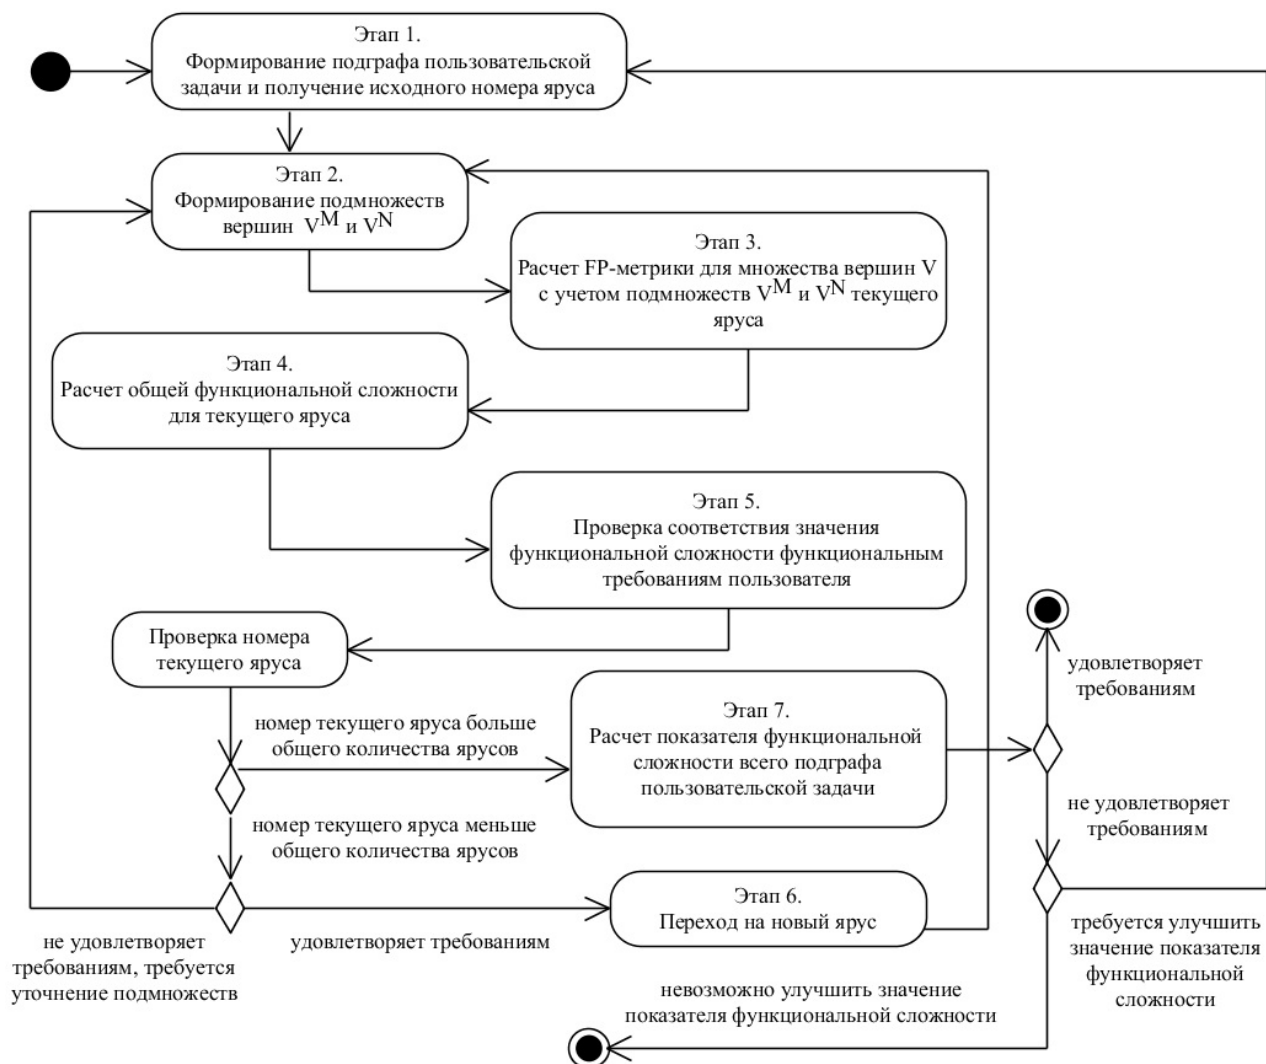 Этап 1.
Формирование подграфа пользовательской
задачи и получение исходного номера яруса
Этап 2.
Формирование подмножеств
вершин V^M и V^N
Этап 3.
Расчет FP-метрики для множества вершин V
с учетом подмножеств V^M и V^N текущего
яруса
Этап 4.
Расчет общей функциональной сложности
для текущего яруса
Этап 5.
Проверка соответствия значения
функциональной сложности функциональным
требованиям пользователя
Проверка номера
текущего яруса
номер текущего яруса больше
общего количества ярусов
Этап 7.
Расчет показателя функциональной
сложности всего подграфа
пользовательской задачи
удовлетворяет
требованиям
не удовлетворяет
требованиям
номер текущего яруса меньше
общего количества ярусов
Этап 6.
Переход на новый ярус
не удовлетворяет
требованиям, требуется
уточнение подмножеств
удовлетворяет требованиям
требуется улучшить
значение показателя
функциональной
сложности
невозможно улучшить значение
показателя функциональной сложности